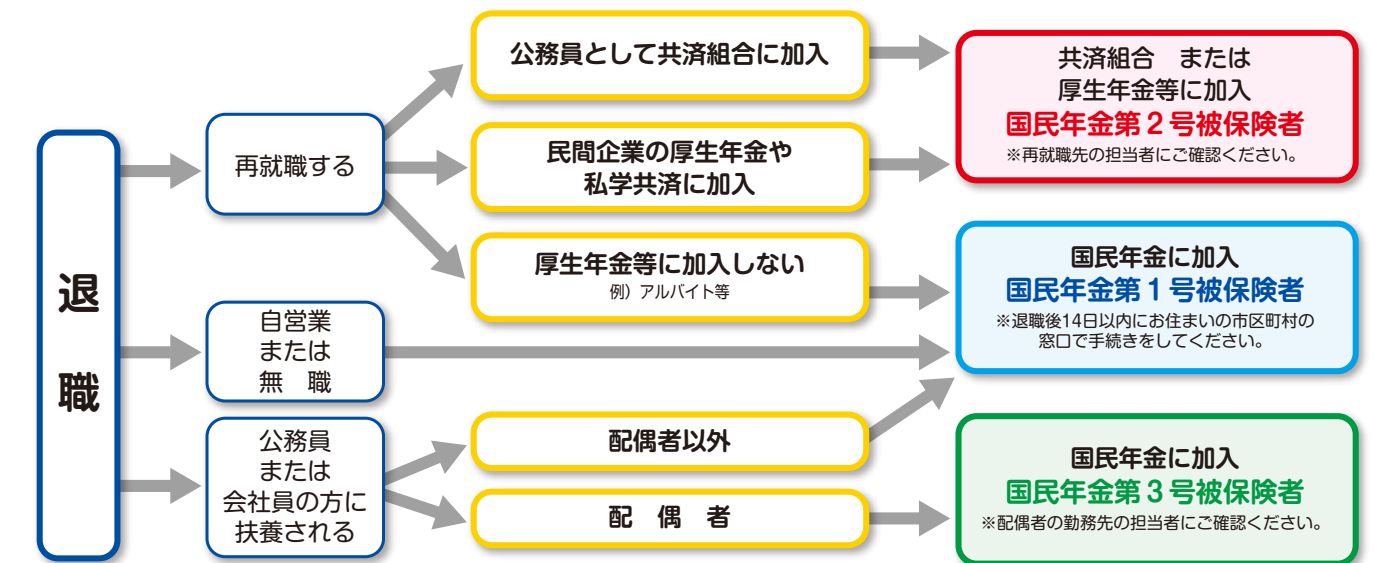 退
職
再就職する
自営業
または
無　職
公務員
または
会社員の方に
扶養される
公務員として共済組合に加入
民間企業の厚生年金や
私学共済に加入
厚生年金等に加入しない
例）アルバイト等
配偶者以外
配　偶　者
共済組合　または
厚生年金等に加入
国民年金第２号被保険者
※再就職先の担当者にご確認ください。
国民年金に加入
国民年金第１号被保険者
※退職後14日以内にお住まいの市区町村の
窓口で手続きをしてください。
国民年金に加入
国民年金第３号被保険者
※配偶者の勤務先の担当者にご確認ください。